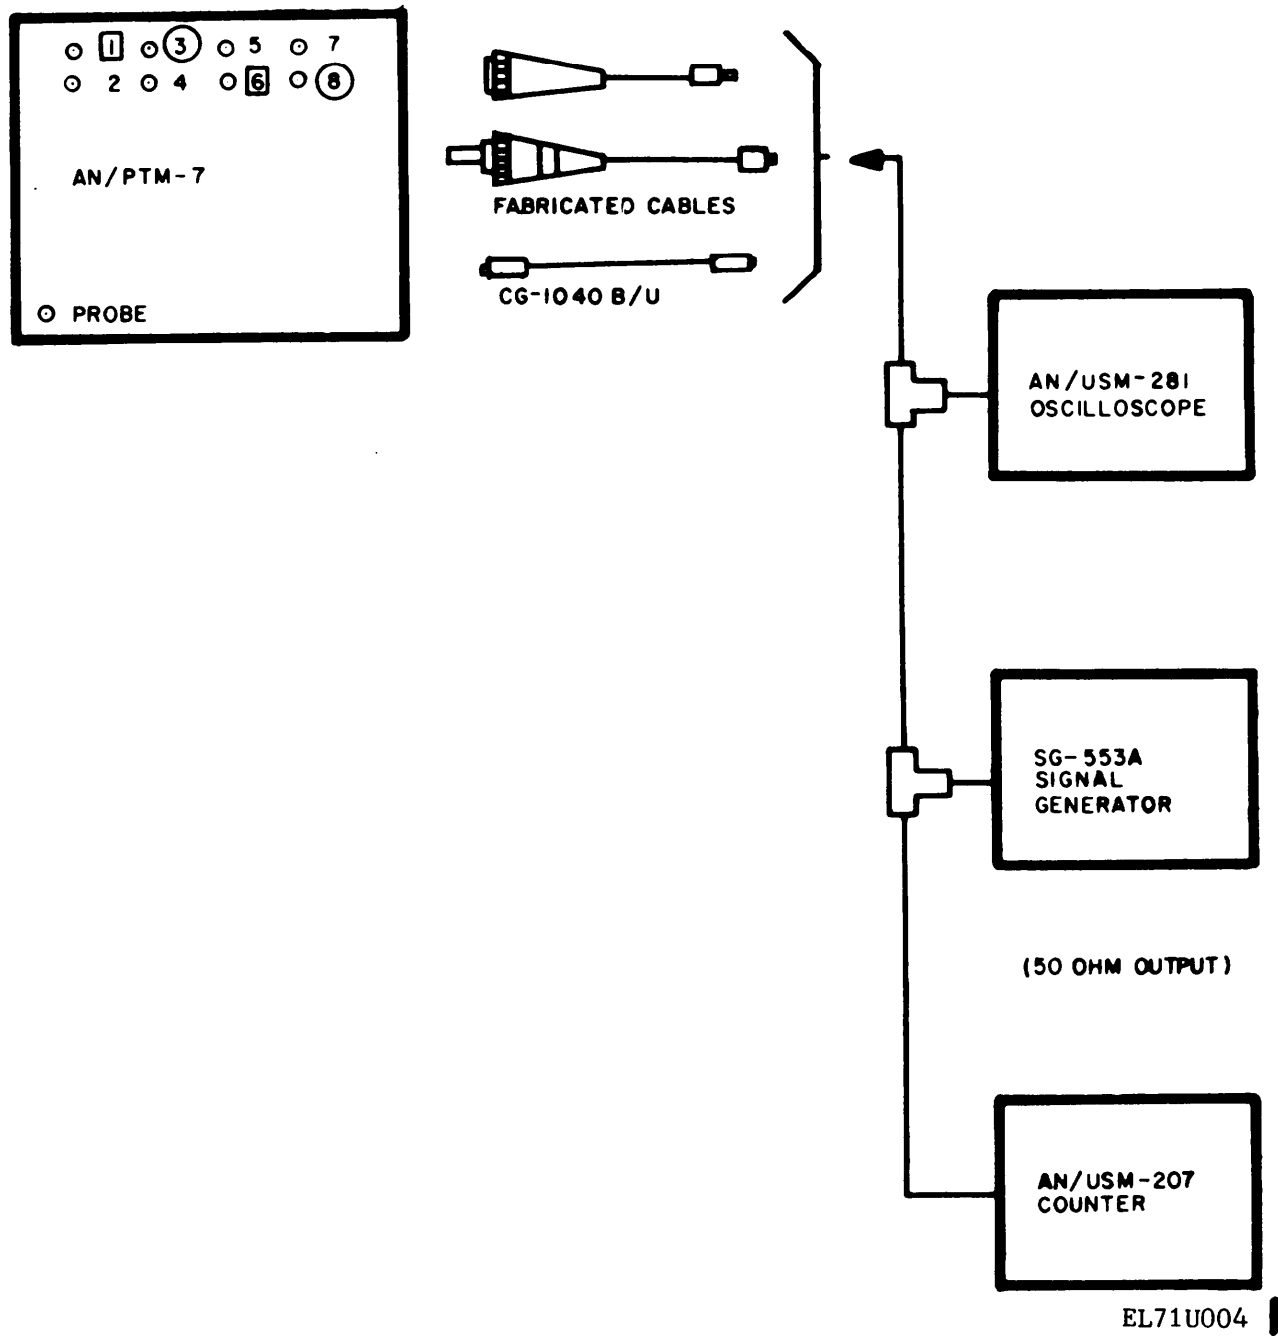 1 3 5 7
2 4 6 8
AN/PTM-7
PROBE
FABRICATED CABLES
CG-1040 B/U
AN/USM-281
OSCILLOSCOPE
SG-553A
SIGNAL
GENERATOR
(50 OHM OUTPUT)
AN/USM-207
COUNTER
EL71U004